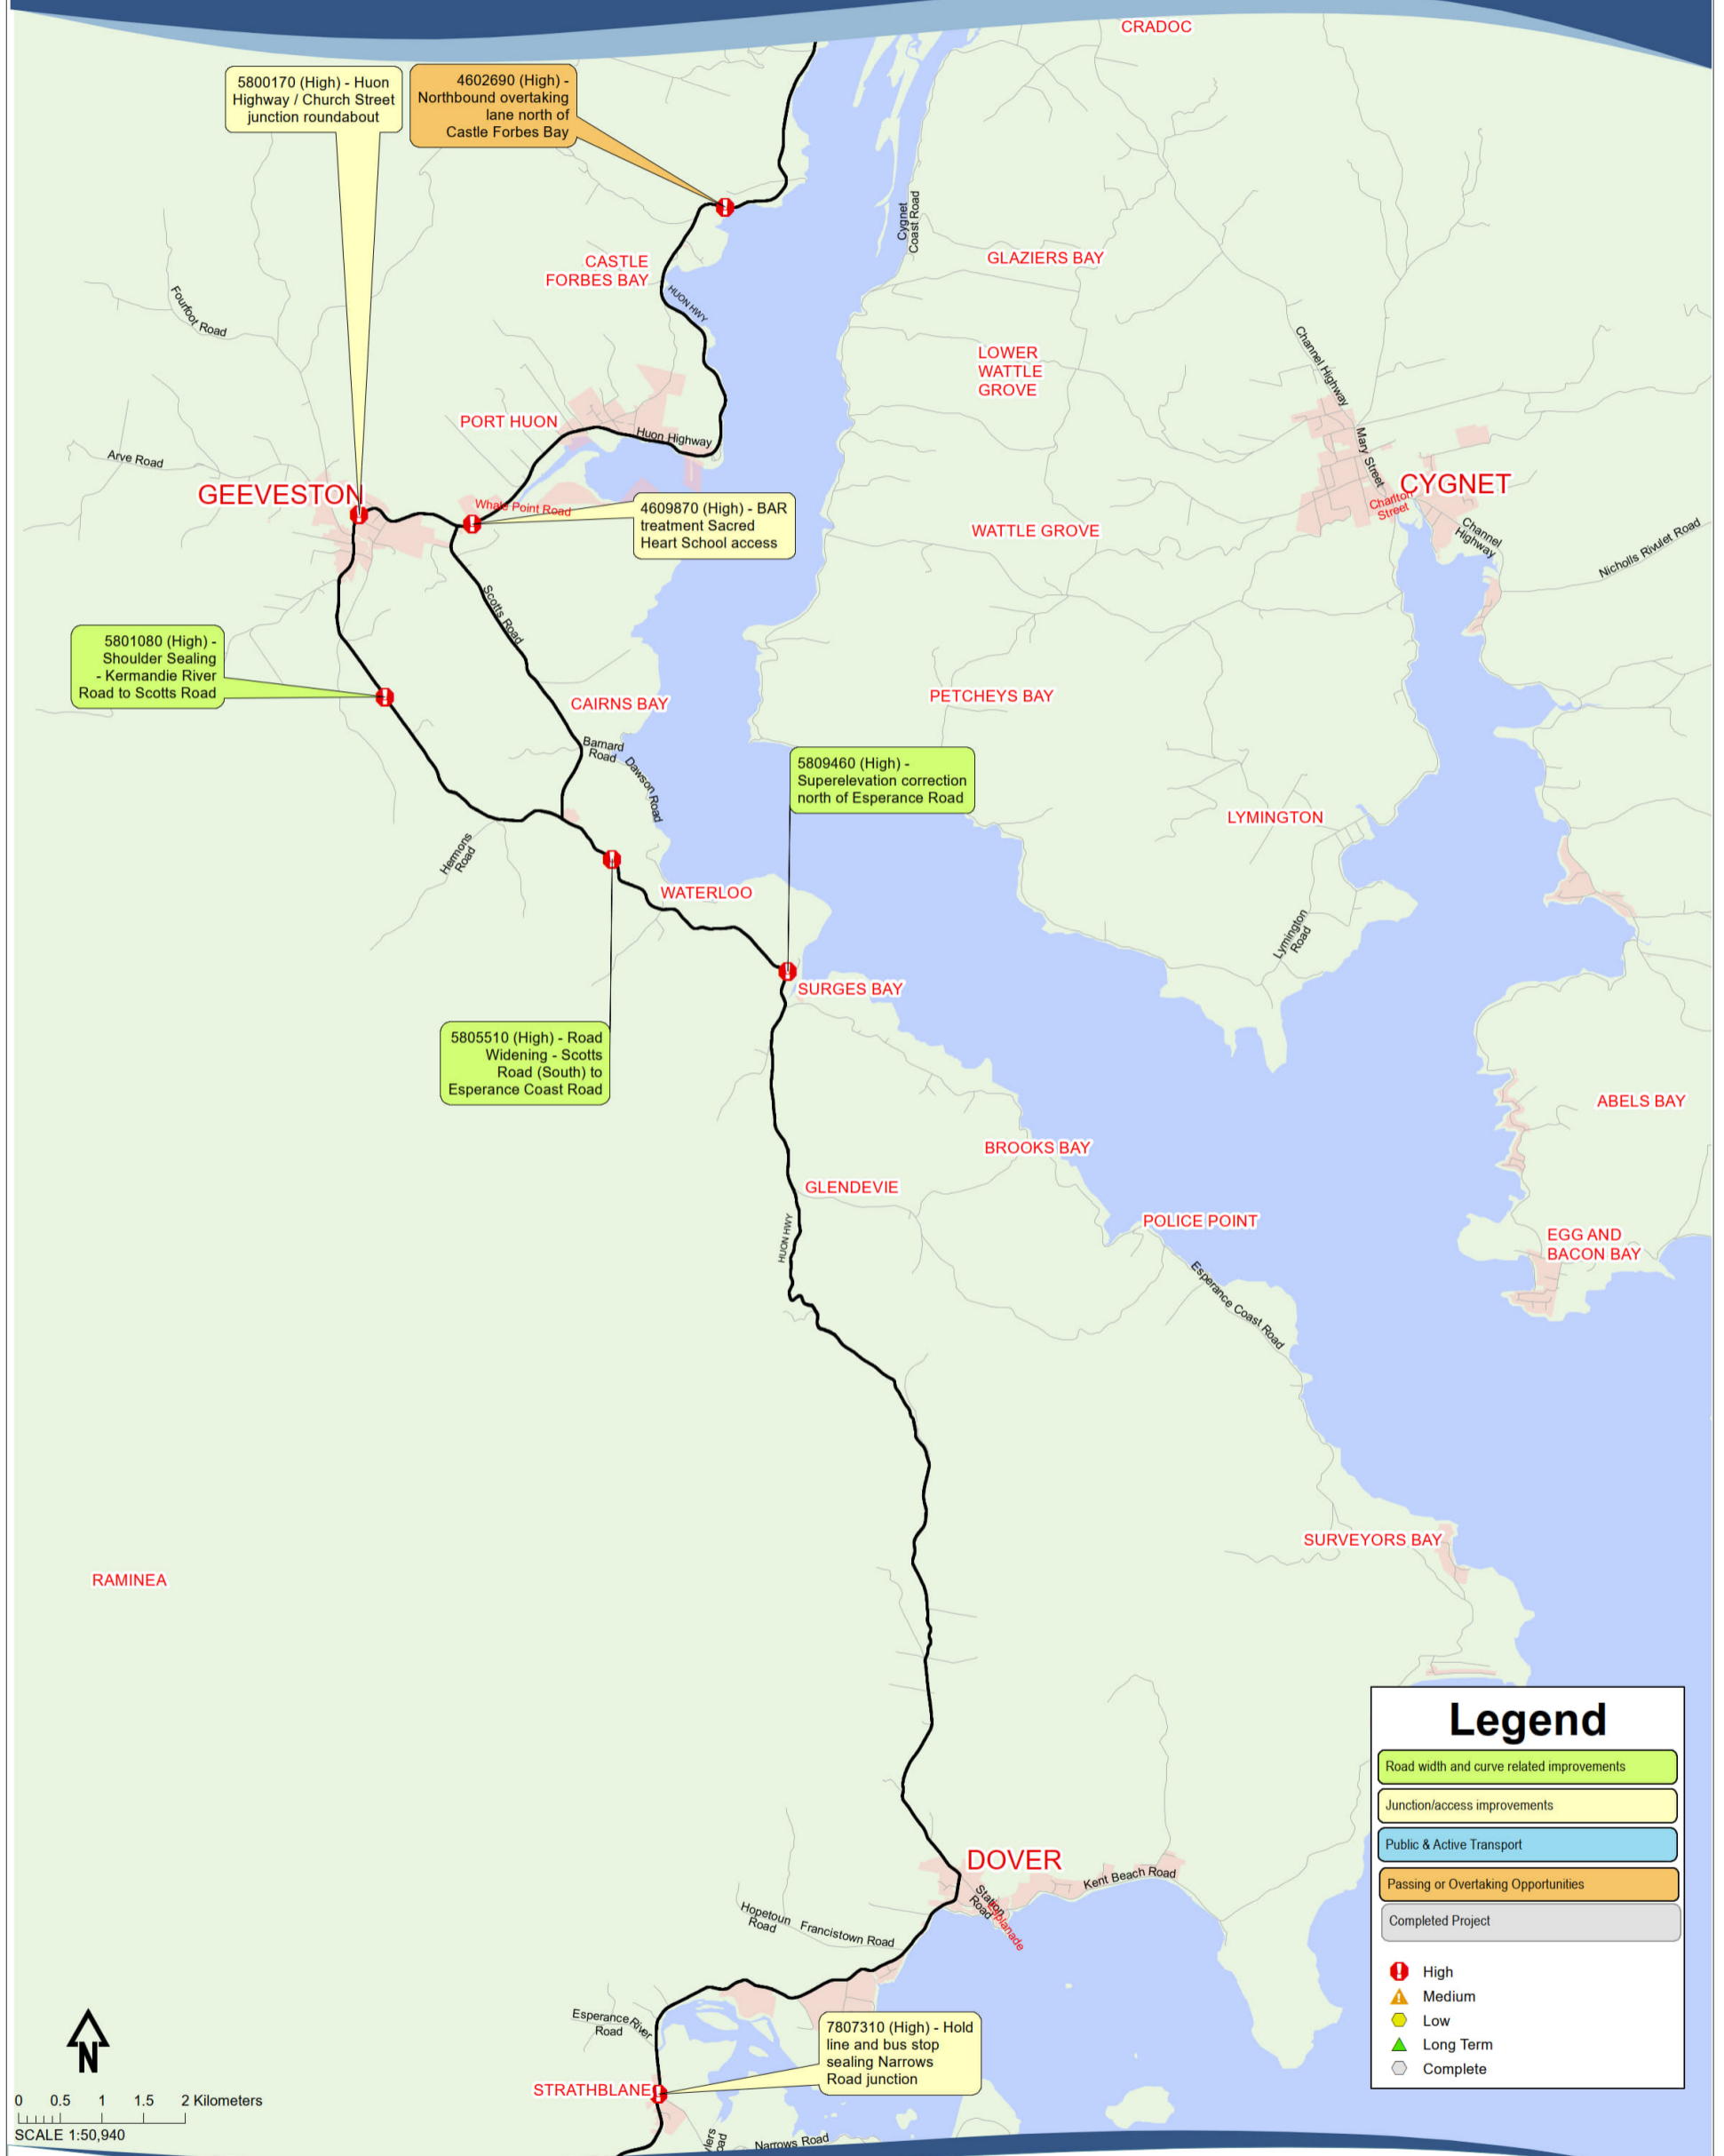 CRADOC
5800170 (High) - Huon
Highway / Church Street
junction roundabout
4602690 (High) -
Northbound overtaking
lane north of
Castle Forbes Bay
Cygnet
Coast Road
GLAZIERS BAY
CASTLE
FORBES BAY
HUON HWY
Fourfoot Road
LOWER
WATTLE
GROVE
Channel Highway
PORT HUON
Huon Highway
Mary Street
Arve Road
GEEVESTON
CYGNET
Charlton
Street
Whale Point Road
4609870 (High) - BAR
treatment Sacred
Heart School access
WATTLE GROVE
Channel
Highway
Nicholls Rivulet Road
Scotts Road
5801080 (High) -
Shoulder Sealing
- Kermandie River
Road to Scotts Road
CAIRNS BAY
PETCHEYS BAY
Barnard
Road
Dawson Road
5809460 (High) -
Superelevation correction
north of Esperance Road
LYMINGTON
Hermons
Road
WATERLOO
Lymington
Road
SURGES BAY
5805510 (High) - Road
Widening - Scotts
Road (South) to
Esperance Coast Road
ABELS BAY
BROOKS BAY
GLENDEVIE
POLICE POINT
HUON HWY
EGG AND
BACON BAY
Esperance Coast Road
SURVEYORS BAY
RAMINEA
Legend
Road width and curve related improvements
Junction/access improvements
Public & Active Transport
Passing or Overtaking Opportunities
Completed Project
High
Medium
Low
Long Term
Complete
DOVER
Kent Beach Road
Station
Road
Esplanade
Hopetoun
Road
Francistown Road
Esperance River
Road
7807310 (High) - Hold
line and bus stop
sealing Narrows
Road junction
STRATHBLANE
Narrows Road
N
0 0.5 1 1.5 2 Kilometers
SCALE 1:50,940